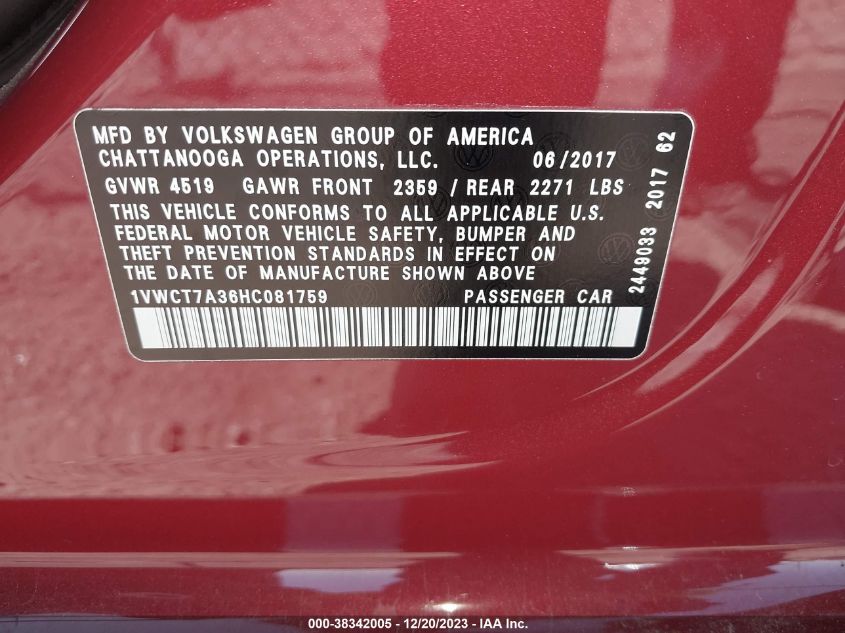 MFD BY VOLKSWAGEN GROUP OF AMERICA
CHATTANOOGA OPERATIONS, LLC. 06/2017
GVWR 4519 GAWR FRONT 2359 / REAR 2271 LBS
THIS VEHICLE CONFORMS TO ALL APPLICABLE U.S.
FEDERAL MOTOR VEHICLE SAFETY, BUMPER AND
THEFT PREVENTION STANDARDS IN EFFECT ON
THE DATE OF MANUFACTURE SHOWN ABOVE
1VWCT7A36HC081759 PASSENGER CAR
2449033 2017 62
000-38342005 - 12/20/2023 - IAA Inc.